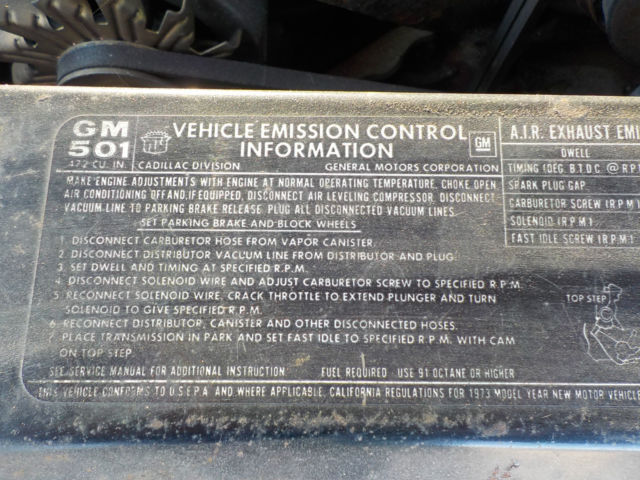 GM
501
472 CU. IN.
VEHICLE EMISSION CONTROL
INFORMATION
GM
CADILLAC DIVISION GENERAL MOTORS CORPORATION
MAKE ENGINE ADJUSTMENTS WITH ENGINE AT NORMAL OPERATING TEMPERATURE, CHOKE OPEN,
AIR CONDITIONING OFF AND, IF EQUIPPED, DISCONNECT AIR LEVELING COMPRESSOR. DISCONNECT
VACUUM LINE TO PARKING BRAKE RELEASE. PLUG ALL DISCONNECTED VACUUM LINES.
SET PARKING BRAKE AND BLOCK WHEELS
1. DISCONNECT CARBURETOR HOSE FROM VAPOR CANISTER.
2. DISCONNECT DISTRIBUTOR VACUUM LINE FROM DISTRIBUTOR AND PLUG.
3. SET DWELL AND TIMING AT SPECIFIED R.P.M.
4. DISCONNECT SOLENOID WIRE AND ADJUST CARBURETOR SCREW TO SPECIFIED R.P.M.
5. RECONNECT SOLENOID WIRE, CRACK THROTTLE TO EXTEND PLUNGER AND TURN
SOLENOID TO GIVE SPECIFIED R.P.M.
6. RECONNECT DISTRIBUTOR, CANISTER AND OTHER DISCONNECTED HOSES.
7. PLACE TRANSMISSION IN PARK AND SET FAST IDLE TO SPECIFIED R.P.M. WITH CAM
ON TOP STEP.
SEE SERVICE MANUAL FOR ADDITIONAL INSTRUCTION FUEL REQUIRED USE 91 OCTANE OR HIGHER
THIS VEHICLE CONFORMS TO U.S.E.P.A. AND, WHERE APPLICABLE, CALIFORNIA REGULATIONS FOR 1973 MODEL YEAR NEW MOTOR VEHICLE
A.I.R. EXHAUST EMI
DWELL
TIMING (DEG. B.T.D.C. @ R.P
SPARK PLUG GAP
CARBURETOR SCREW (R.P.M.)
SOLENOID (R.P.M.)
FAST IDLE SCREW (R.P.M.)
TOP STEP